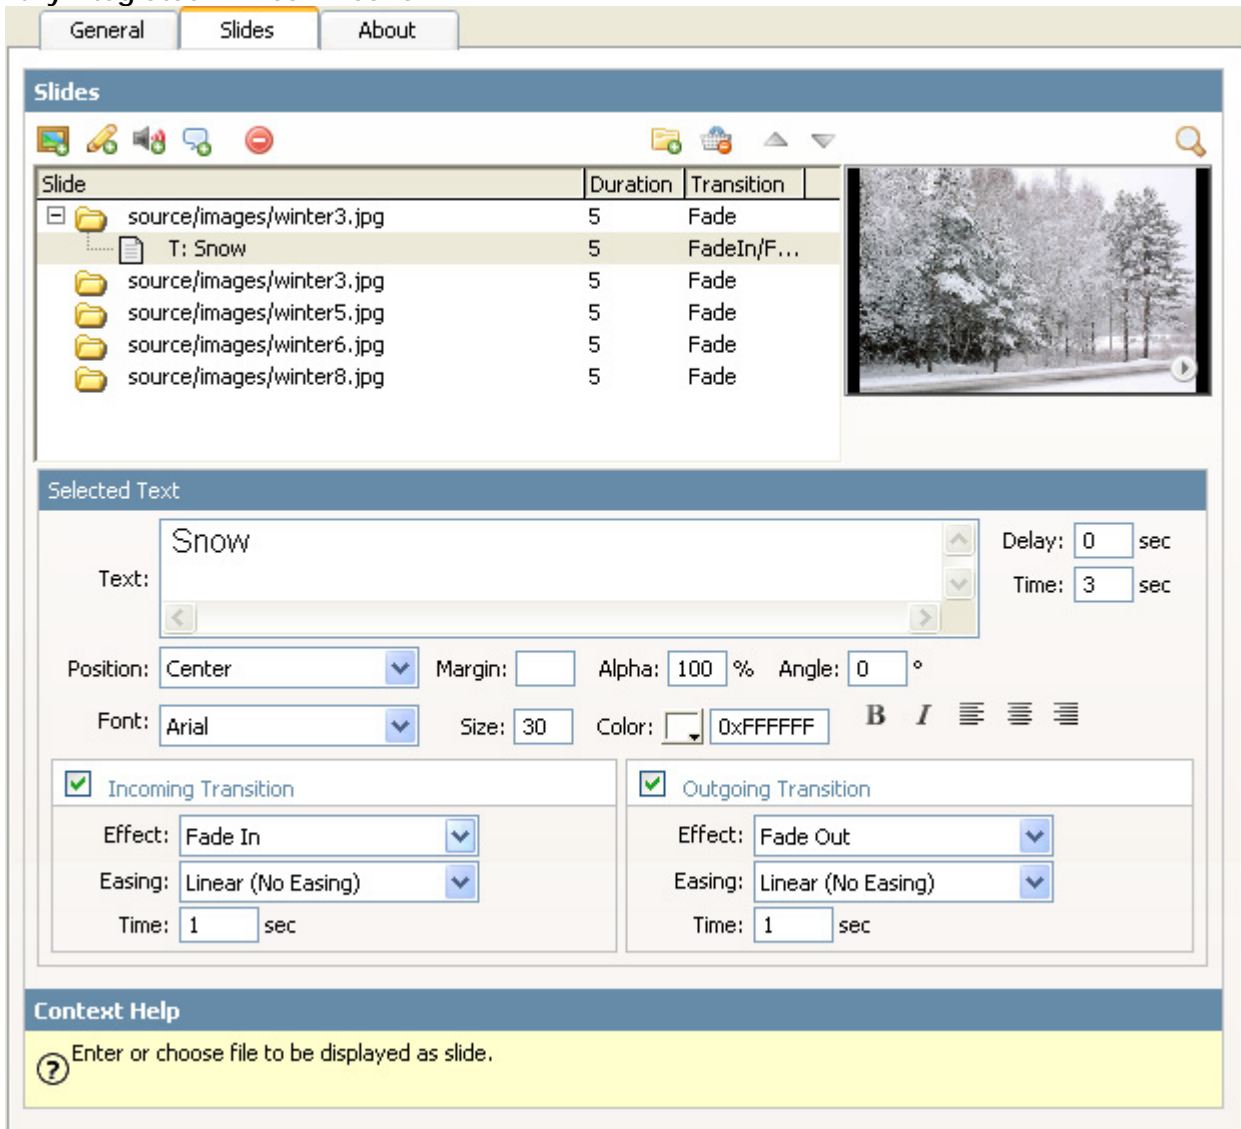 General Slides About
Slides
Slide Duration Transition
source/images/winter3.jpg 5 Fade
T: Snow 5 FadeIn/F...
source/images/winter3.jpg 5 Fade
source/images/winter5.jpg 5 Fade
source/images/winter6.jpg 5 Fade
source/images/winter8.jpg 5 Fade
Selected Text
Text: Snow Delay: 0 sec
Time: 3 sec
Position: Center Margin: Alpha: 100 % Angle: 0 °
Font: Arial Size: 30 Color: 0xFFFFFF B I
Incoming Transition Outgoing Transition
Effect: Fade In Effect: Fade Out
Easing: Linear (No Easing) Easing: Linear (No Easing)
Time: 1 sec Time: 1 sec
Context Help
Enter or choose file to be displayed as slide.